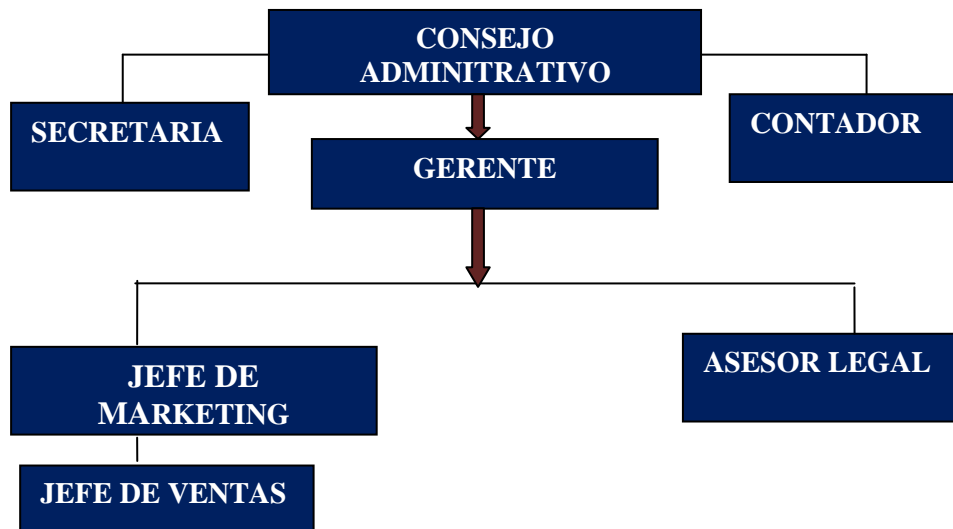 CONSEJO
ADMINITRATIVO
SECRETARIA
CONTADOR
GERENTE
JEFE DE
MARKETING
ASESOR LEGAL
JEFE DE VENTAS